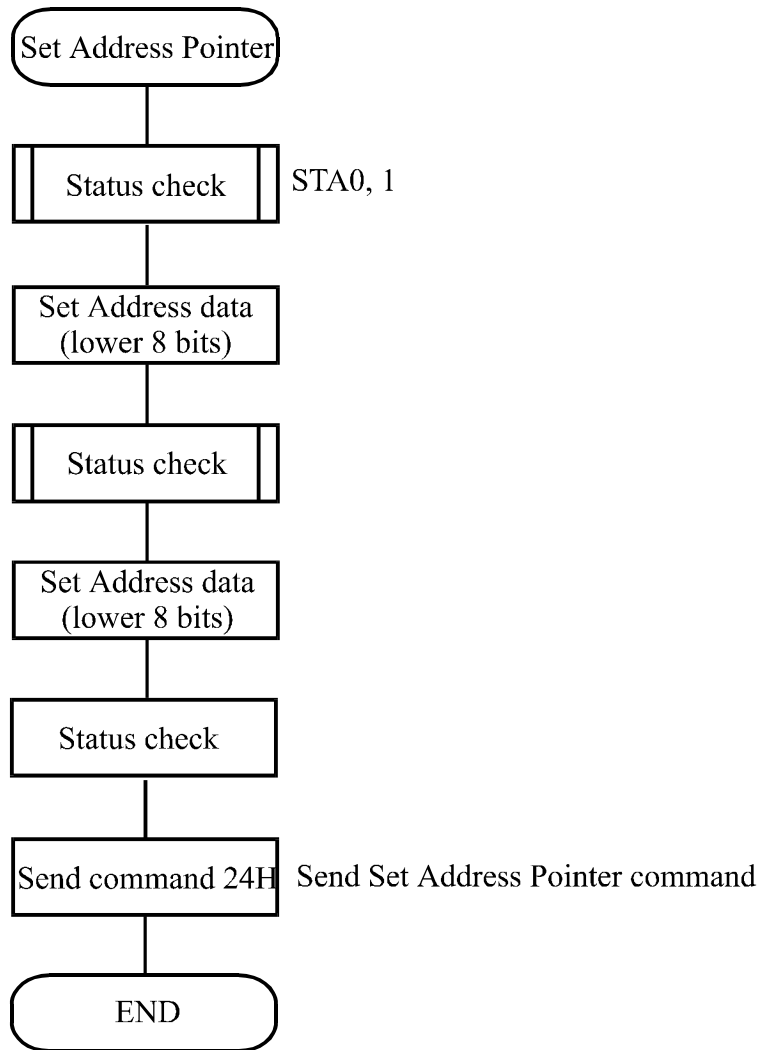 Set Address Pointer
Status check
STA0, 1
Set Address data
(lower 8 bits)
Status check
Set Address data
(lower 8 bits)
Status check
Send command 24H
Send Set Address Pointer command
END